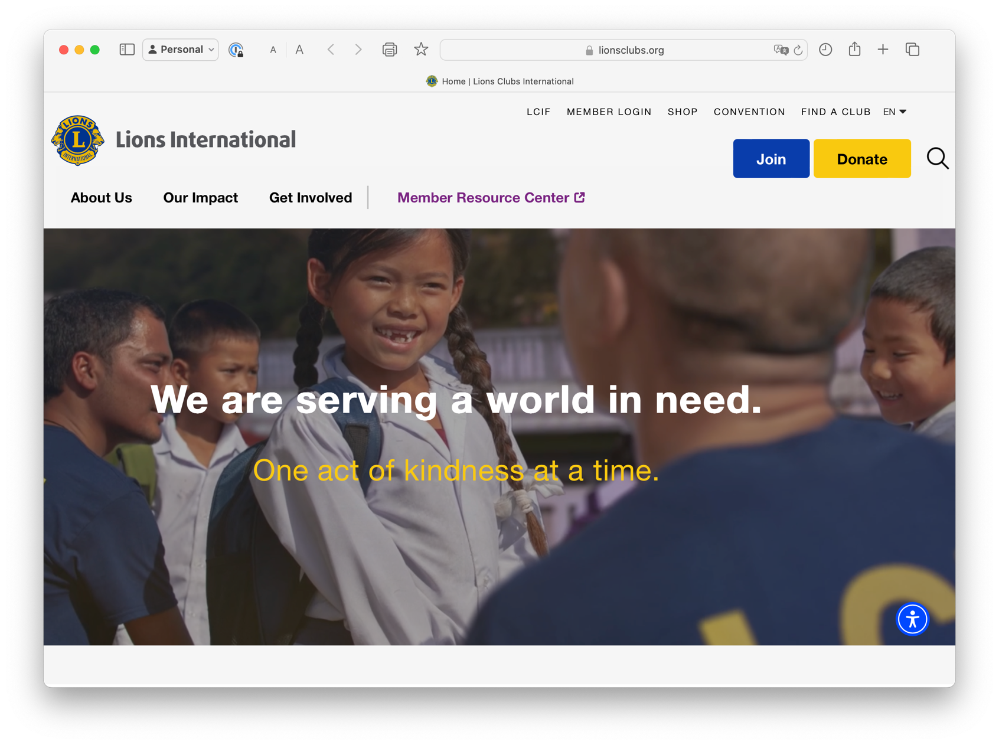 Personal
A A
lionsclubs.org
Home | Lions Clubs International
LCIF MEMBER LOGIN SHOP CONVENTION FIND A CLUB EN
LIONS
L
INTERNATIONAL
Lions International
Join Donate
About Us Our Impact Get Involved Member Resource Center
We are serving a world in need.
One act of kindness at a time.